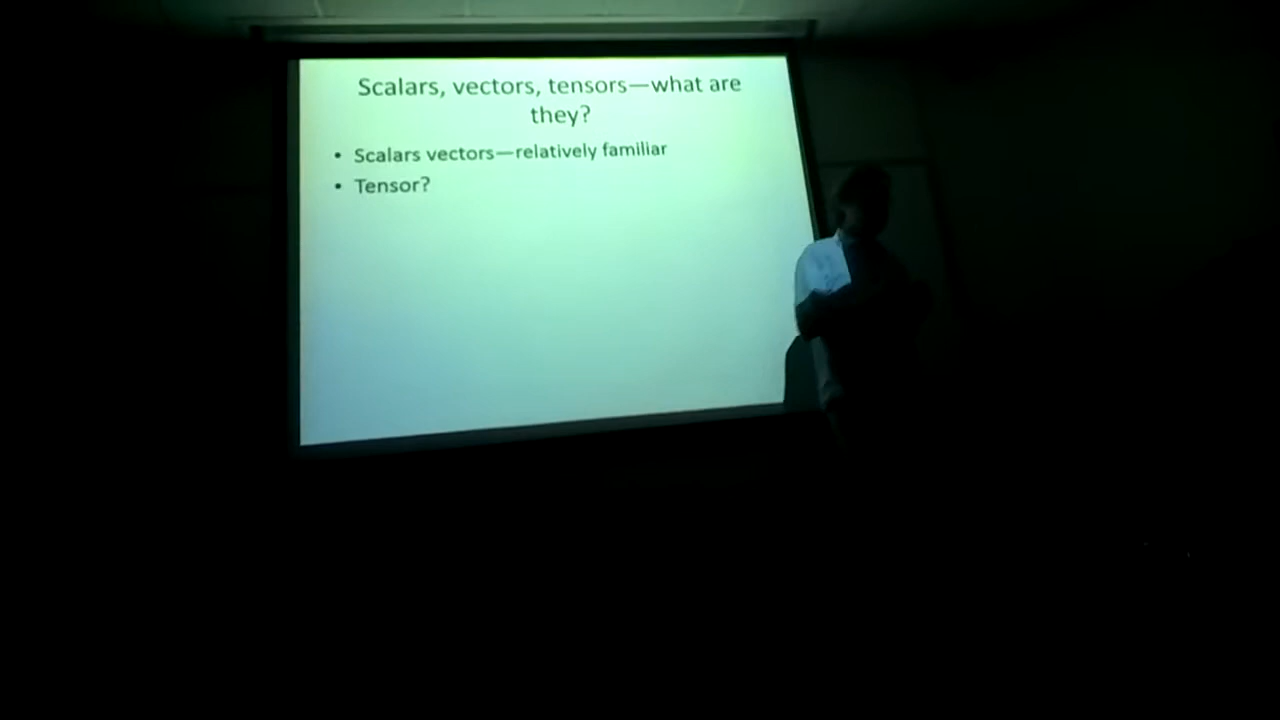 Scalars, vectors, tensors—what are
they?
• Scalars vectors—relatively familiar
• Tensor?